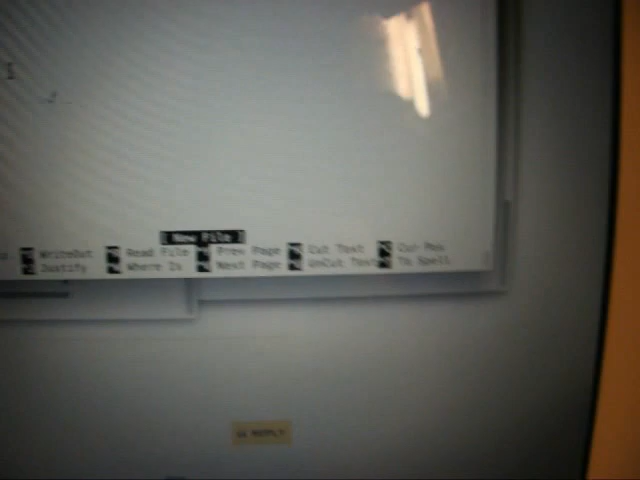 [ New File ]
WriteOut Read File Prev Page Cut Text Cur Pos
Justify Where Is Next Page UnCut Text To Spell